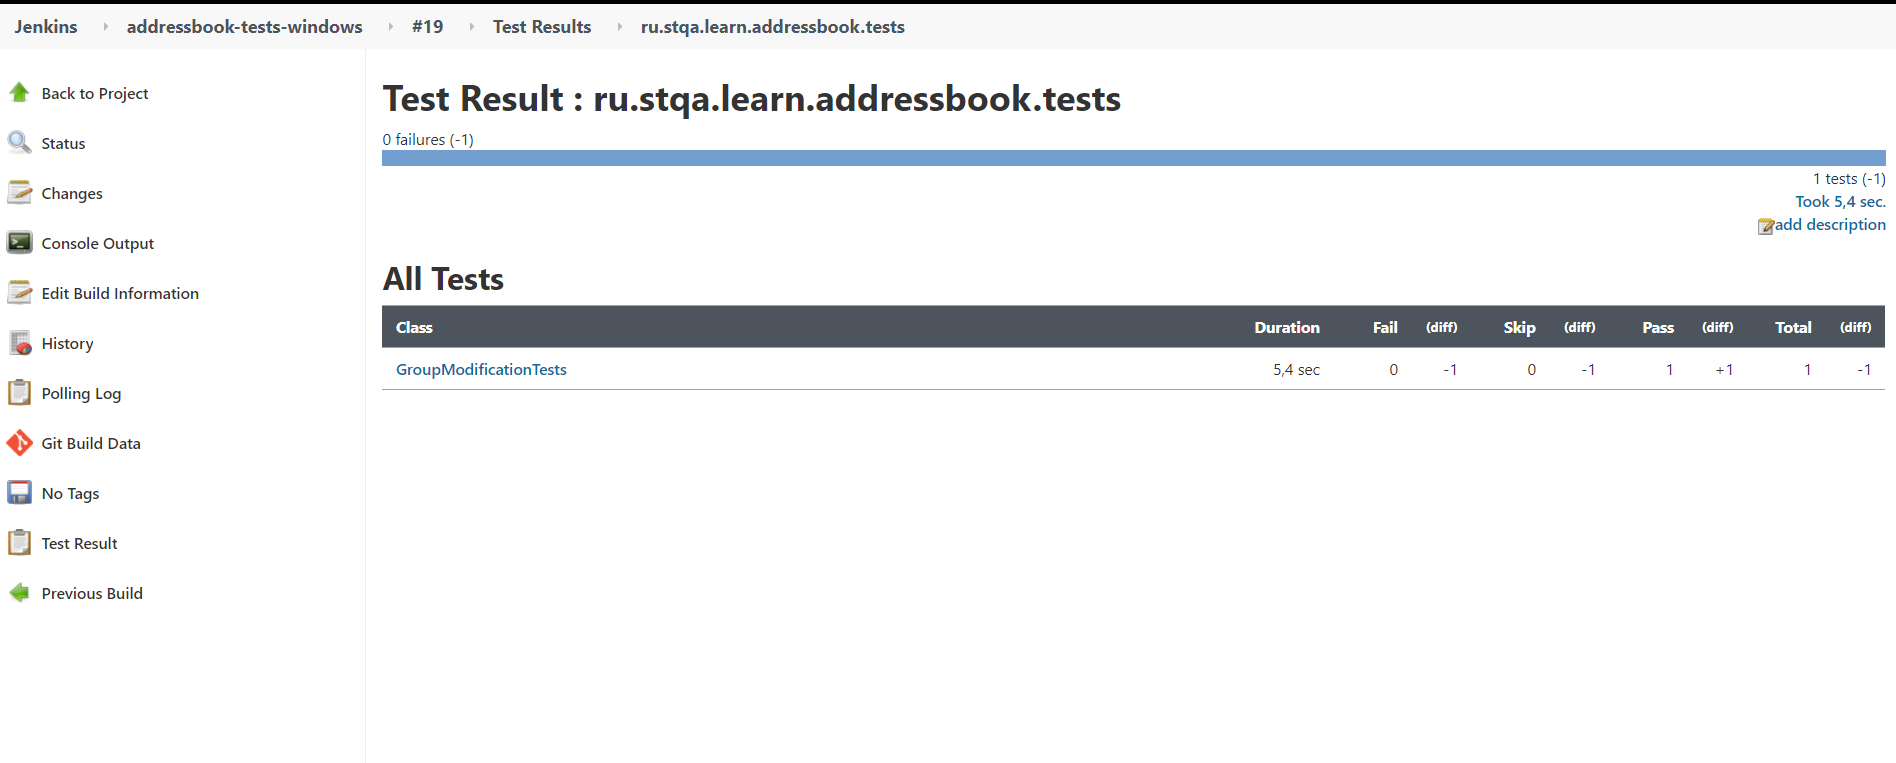 Jenkins addressbook-tests-windows #19 Test Results ru.stqa.learn.addressbook.tests
Back to Project
Status
Changes
Console Output
Edit Build Information
History
Polling Log
Git Build Data
No Tags
Test Result
Previous Build
Test Result : ru.stqa.learn.addressbook.tests
0 failures (-1)
1 tests (-1)
Took 5,4 sec.
add description
All Tests
Class Duration Fail (diff) Skip (diff) Pass (diff) Total (diff)
GroupModificationTests 5,4 sec 0 -1 0 -1 1 +1 1 -1